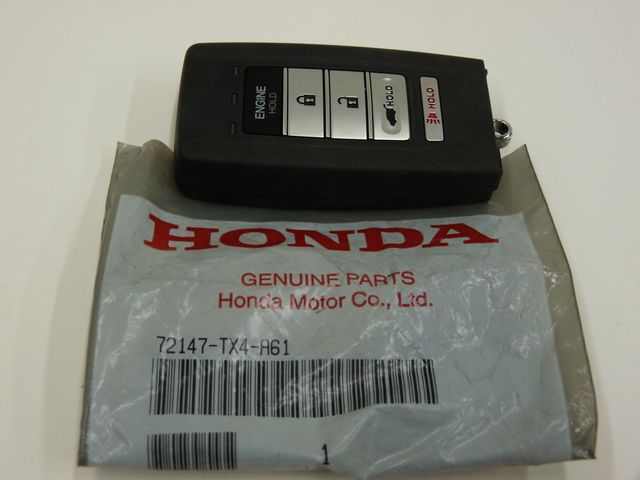 ENGINE
HOLD
HOLD
HOLD
HONDA
GENUINE PARTS
Honda Motor Co., Ltd.
72147-TX4-A61
1